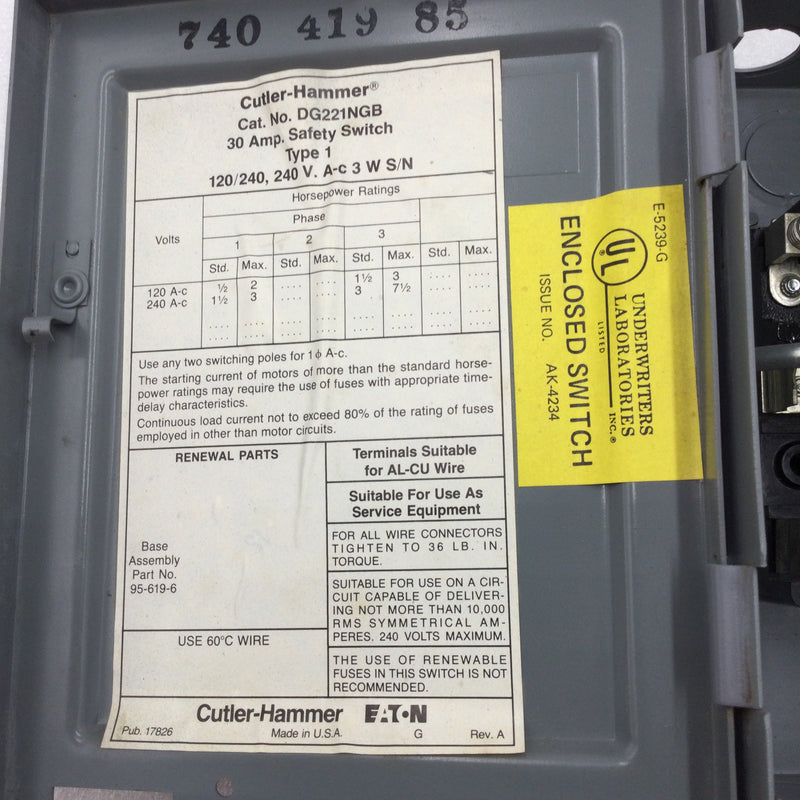 740 419 85
Cutler-Hammer®
Cat. No. DG221NGB
30 Amp. Safety Switch
Type 1
120/240, 240 V. A-c 3 W S/N
Horsepower Ratings
Volts
Phase
1 2 3
Std. Max. Std. Max. Std. Max. Std. Max.
120 A-c ½ 2 .... .... 1½ 3 .... ....
240 A-c 1½ 3 .... .... 3 7½ .... ....
.... .... .... .... .... .... .... ....
.... .... .... .... .... .... .... ....
Use any two switching poles for 1 ϕ A-c.
The starting current of motors of more than the standard horse-
power ratings may require the use of fuses with appropriate time-
delay characteristics.
Continuous load current not to exceed 80% of the rating of fuses
employed in other than motor circuits.
RENEWAL PARTS
Base
Assembly
Part No.
95-619-6
USE 60°C WIRE
Terminals Suitable
for AL-CU Wire
Suitable For Use As
Service Equipment
FOR ALL WIRE CONNECTORS
TIGHTEN TO 36 LB. IN.
TORQUE.
SUITABLE FOR USE ON A CIR-
CUIT CAPABLE OF DELIVER-
ING NOT MORE THAN 10,000
RMS SYMMETRICAL AM-
PERES. 240 VOLTS MAXIMUM.
THE USE OF RENEWABLE
FUSES IN THIS SWITCH IS NOT
RECOMMENDED.
Cutler-Hammer EATON
Pub. 17826 Made in U.S.A. G Rev. A
E-5239-G
UL
UNDERWRITERS
LABORATORIES INC.®
LISTED
ENCLOSED SWITCH
ISSUE NO. AK-4234